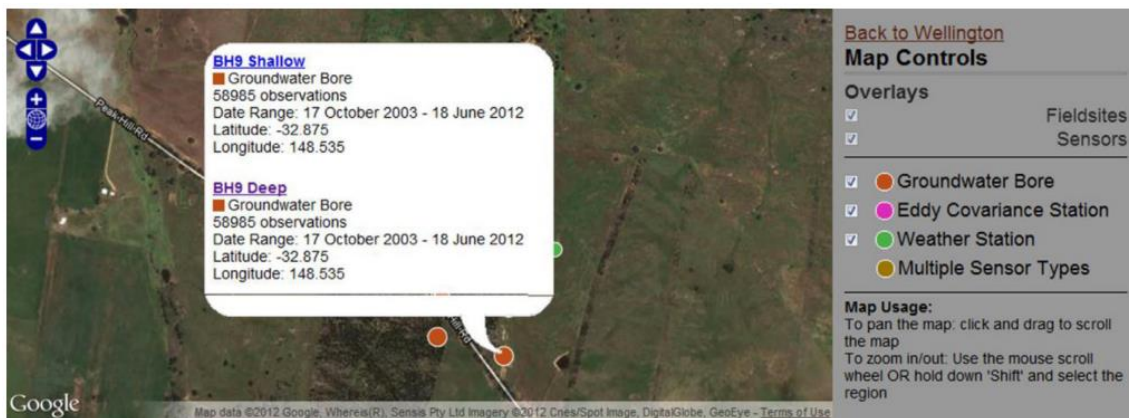 Peak-Hill-Rd
BH9 Shallow
Groundwater Bore
58985 observations
Date Range: 17 October 2003 - 18 June 2012
Latitude: -32.875
Longitude: 148.535
BH9 Deep
Groundwater Bore
58985 observations
Date Range: 17 October 2003 - 18 June 2012
Latitude: -32.875
Longitude: 148.535
Hill-Rd
Google
Map data ©2012 Google, Whereis(R), Sensis Pty Ltd Imagery ©2012 Cnes/Spot Image, DigitalGlobe, GeoEye - Terms of Use
Back to Wellington
Map Controls
Overlays
Fieldsites
Sensors
Groundwater Bore
Eddy Covariance Station
Weather Station
Multiple Sensor Types
Map Usage:
To pan the map: click and drag to scroll
the map
To zoom in/out: Use the mouse scroll
wheel OR hold down 'Shift' and select the
region